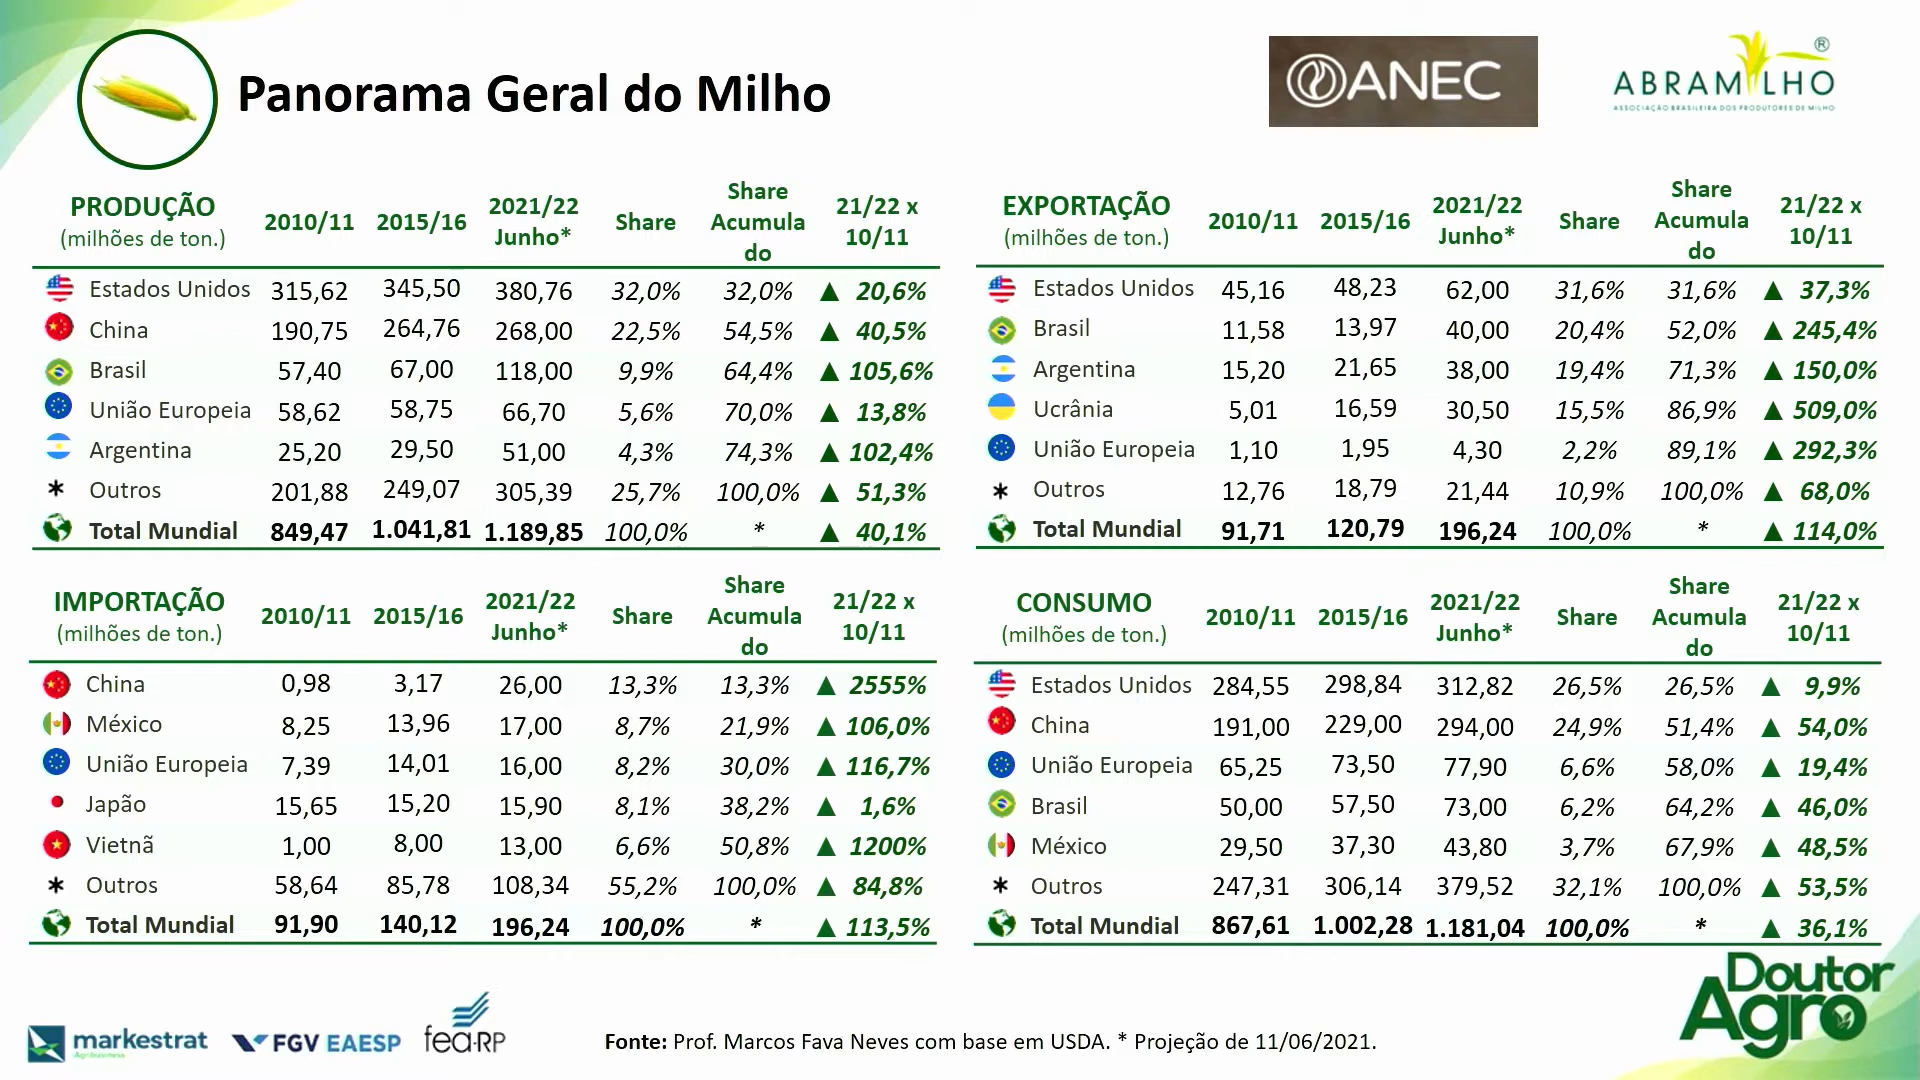 Panorama Geral do Milho
ANEC
ABRAMILHO ®
ASSOCIAÇÃO BRASILEIRA DOS PRODUTORES DE MILHO
PRODUÇÃO (milhões de ton.) 2010/11 2015/16 2021/22 Junho* Share Share Acumulado 21/22 x 10/11
Estados Unidos 315,62 345,50 380,76 32,0% 32,0% ▲ 20,6%
China 190,75 264,76 268,00 22,5% 54,5% ▲ 40,5%
Brasil 57,40 67,00 118,00 9,9% 64,4% ▲ 105,6%
União Europeia 58,62 58,75 66,70 5,6% 70,0% ▲ 13,8%
Argentina 25,20 29,50 51,00 4,3% 74,3% ▲ 102,4%
* Outros 201,88 249,07 305,39 25,7% 100,0% ▲ 51,3%
Total Mundial 849,47 1.041,81 1.189,85 100,0% * ▲ 40,1%
EXPORTAÇÃO (milhões de ton.) 2010/11 2015/16 2021/22 Junho* Share Share Acumulado 21/22 x 10/11
Estados Unidos 45,16 48,23 62,00 31,6% 31,6% ▲ 37,3%
Brasil 11,58 13,97 40,00 20,4% 52,0% ▲ 245,4%
Argentina 15,20 21,65 38,00 19,4% 71,3% ▲ 150,0%
Ucrânia 5,01 16,59 30,50 15,5% 86,9% ▲ 509,0%
União Europeia 1,10 1,95 4,30 2,2% 89,1% ▲ 292,3%
* Outros 12,76 18,79 21,44 10,9% 100,0% ▲ 68,0%
Total Mundial 91,71 120,79 196,24 100,0% * ▲ 114,0%
IMPORTAÇÃO (milhões de ton.) 2010/11 2015/16 2021/22 Junho* Share Share Acumulado 21/22 x 10/11
China 0,98 3,17 26,00 13,3% 13,3% ▲ 2555%
México 8,25 13,96 17,00 8,7% 21,9% ▲ 106,0%
União Europeia 7,39 14,01 16,00 8,2% 30,0% ▲ 116,7%
Japão 15,65 15,20 15,90 8,1% 38,2% ▲ 1,6%
Vietnã 1,00 8,00 13,00 6,6% 50,8% ▲ 1200%
* Outros 58,64 85,78 108,34 55,2% 100,0% ▲ 84,8%
Total Mundial 91,90 140,12 196,24 100,0% * ▲ 113,5%
CONSUMO (milhões de ton.) 2010/11 2015/16 2021/22 Junho* Share Share Acumulado 21/22 x 10/11
Estados Unidos 284,55 298,84 312,82 26,5% 26,5% ▲ 9,9%
China 191,00 229,00 294,00 24,9% 51,4% ▲ 54,0%
União Europeia 65,25 73,50 77,90 6,6% 58,0% ▲ 19,4%
Brasil 50,00 57,50 73,00 6,2% 64,2% ▲ 46,0%
México 29,50 37,30 43,80 3,7% 67,9% ▲ 48,5%
* Outros 247,31 306,14 379,52 32,1% 100,0% ▲ 53,5%
Total Mundial 867,61 1.002,28 1.181,04 100,0% * ▲ 36,1%
markestrat
Agribusiness
FGV EAESP
fea-RP
Fonte: Prof. Marcos Fava Neves com base em USDA. * Projeção de 11/06/2021.
Doutor
Agro